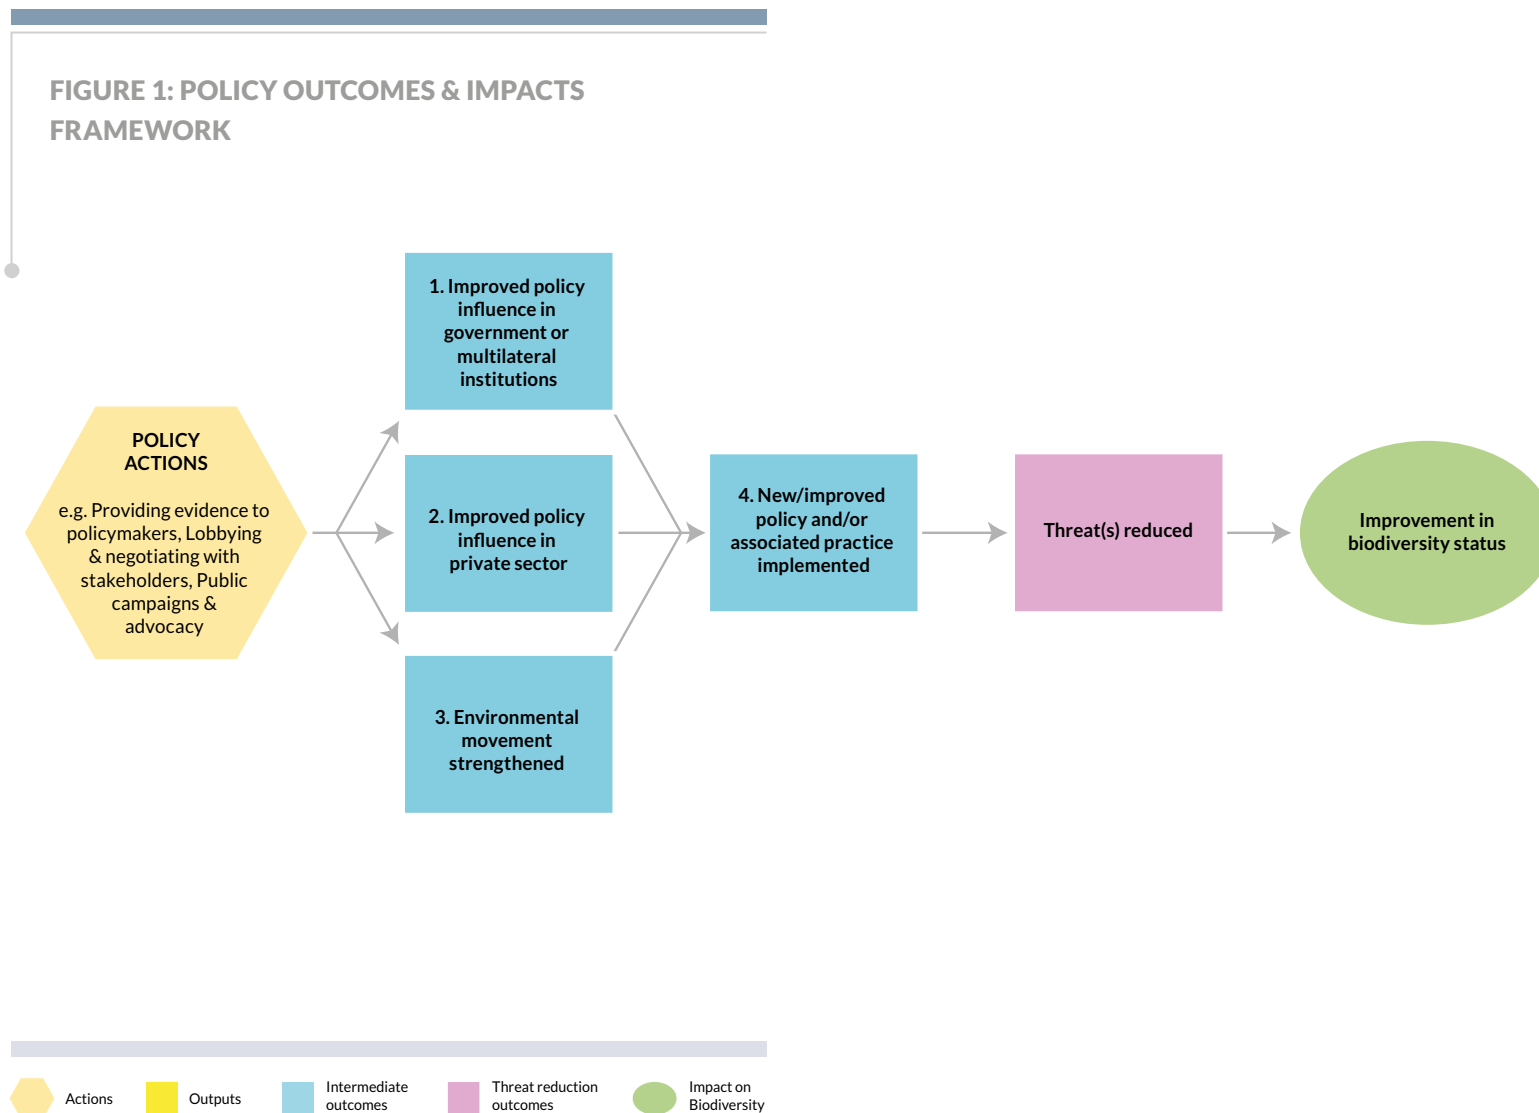 FIGURE 1: POLICY OUTCOMES & IMPACTS
FRAMEWORK
POLICY
ACTIONS
e.g. Providing evidence to
policymakers, Lobbying
& negotiating with
stakeholders, Public
campaigns &
advocacy
1. Improved policy
influence in
government or
multilateral
institutions
2. Improved policy
influence in
private sector
3. Environmental
movement
strengthened
4. New/improved
policy and/or
associated practice
implemented
Threat(s) reduced
Improvement in
biodiversity status
Actions
Outputs
Intermediate
outcomes
Threat reduction
outcomes
Impact on
Biodiversity